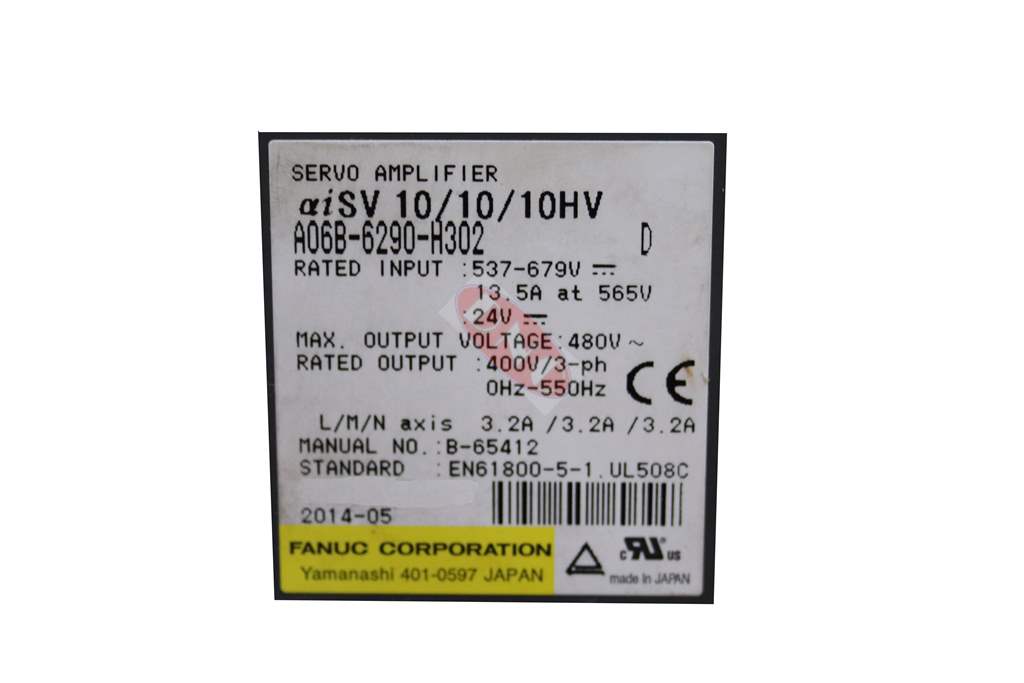 SERVO AMPLIFIER
αiSV 10/10/10HV
A06B-6290-H302 D
RATED INPUT :537-679V ⎓
13.5A at 565V
:24V ⎓
MAX. OUTPUT VOLTAGE:480V ~
RATED OUTPUT :400V/3-ph
0Hz-550Hz
CE
L/M/N axis 3.2A /3.2A /3.2A
MANUAL NO.:B-65412
STANDARD :EN61800-5-1.UL508C
2014-05
FANUC CORPORATION
Yamanashi 401-0597 JAPAN
c RU US
made in JAPAN